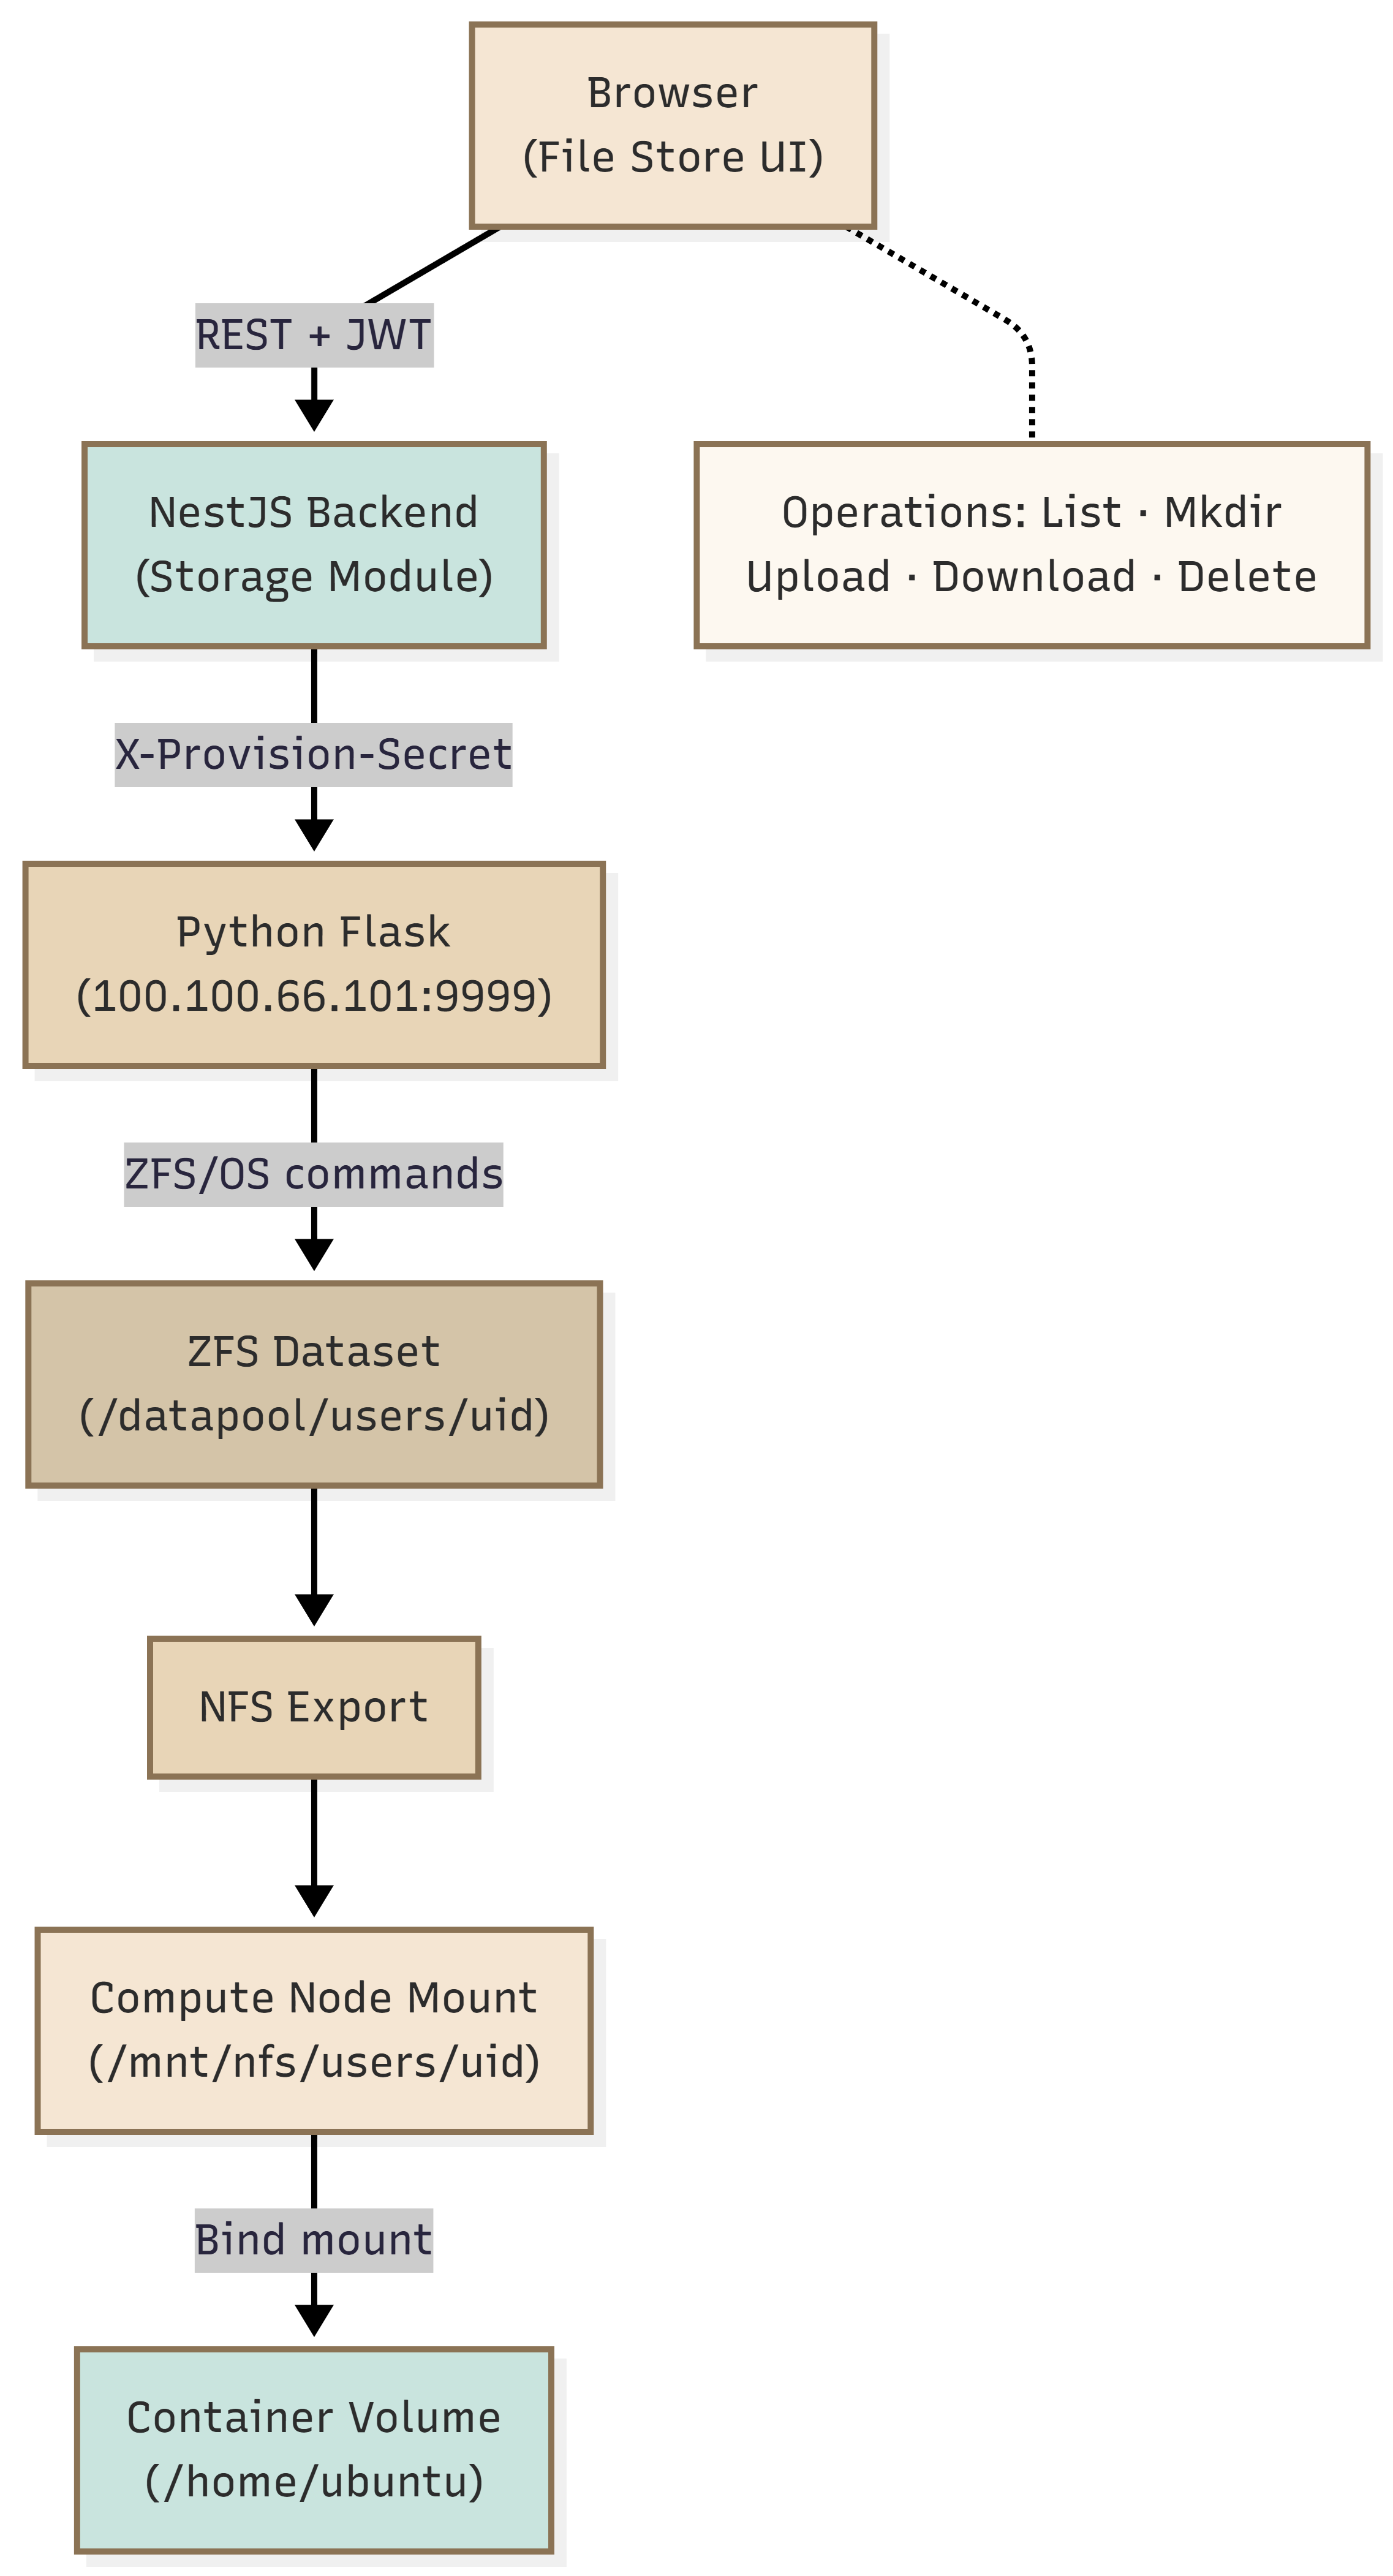 Browser
(File Store UI)
REST + JWT
NestJS Backend
(Storage Module)
Operations: List · Mkdir
Upload · Download · Delete
X-Provision-Secret
Python Flask
(100.100.66.101:9999)
ZFS/OS commands
ZFS Dataset
(/datapool/users/uid)
NFS Export
Compute Node Mount
(/mnt/nfs/users/uid)
Bind mount
Container Volume
(/home/ubuntu)